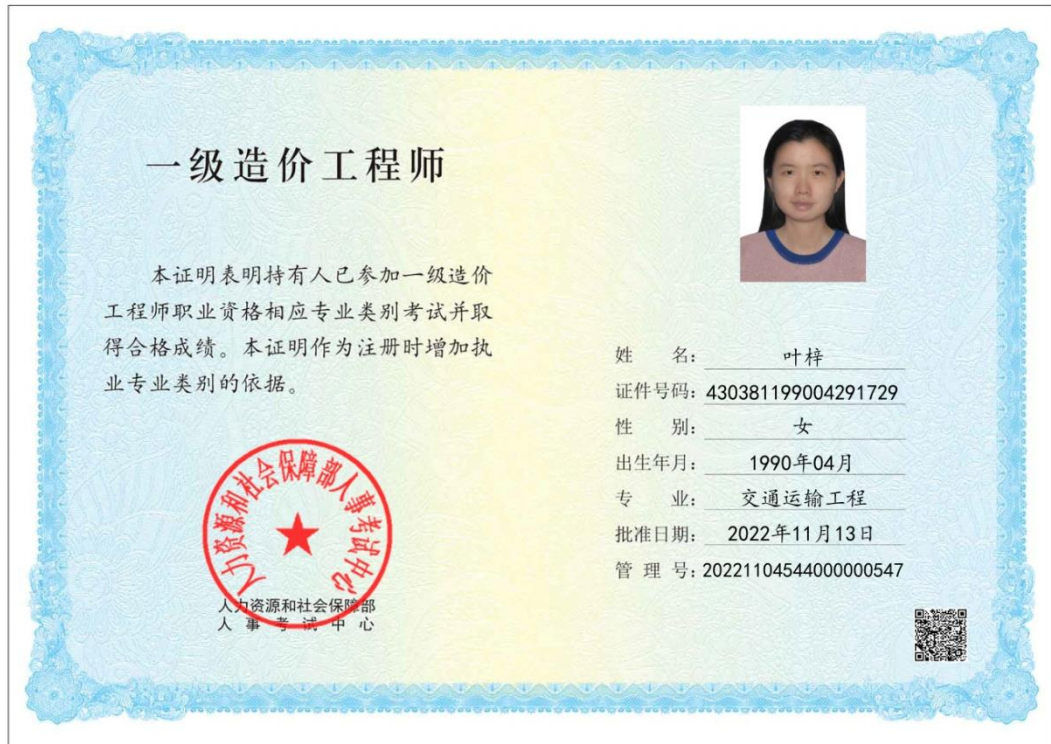 一级造价工程师
本证明表明持有人已参加一级造价
工程师职业资格相应专业类别考试并取
得合格成绩。本证明作为注册时增加执
业专业类别的依据。
人力资源和社会保障部人事考试中心
人力资源和社会保障部
人事考试中心
姓名：叶梓
证件号码：430381199004291729
性别：女
出生年月：1990年04月
专业：交通运输工程
批准日期：2022年11月13日
管理号：20221104544000000547